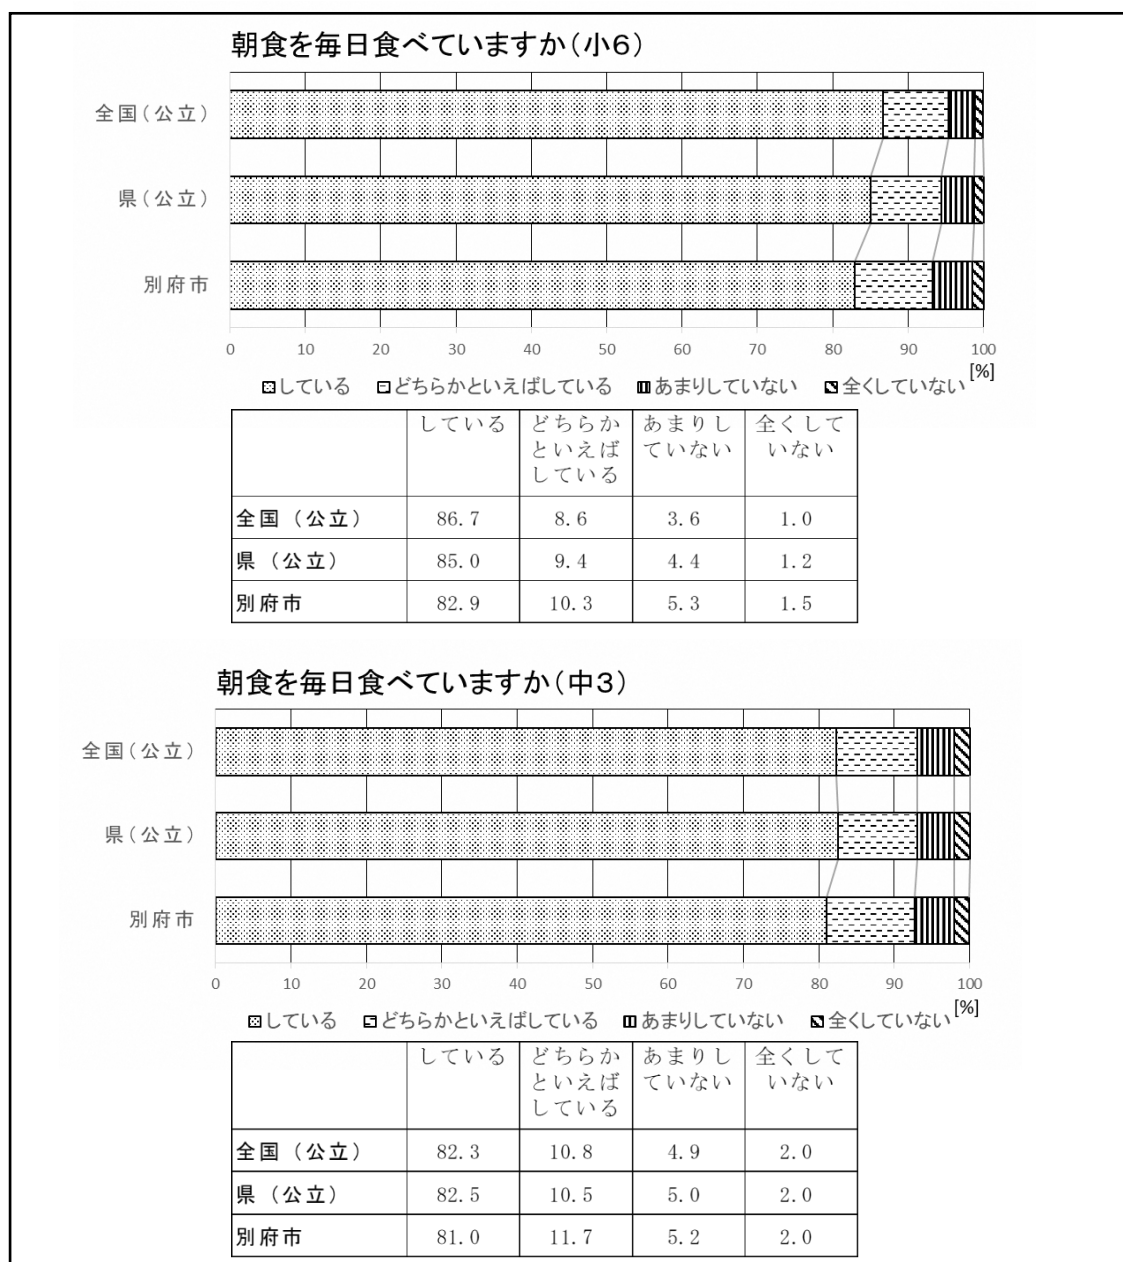 朝食を毎日食べていますか(小6)
全国(公立)
県(公立)
別府市
0 10 20 30 40 50 60 70 80 90 100
[%]
している どちらかといえばしている あまりしていない 全くしていない
している どちらか といえば している あまりし ていない 全くして いない
全国(公立) 86.7 8.6 3.6 1.0
県(公立) 85.0 9.4 4.4 1.2
別府市 82.9 10.3 5.3 1.5
朝食を毎日食べていますか(中3)
全国(公立)
県(公立)
別府市
0 10 20 30 40 50 60 70 80 90 100
[%]
している どちらかといえばしている あまりしていない 全くしていない
している どちらか といえば している あまりし ていない 全くして いない
全国(公立) 82.3 10.8 4.9 2.0
県(公立) 82.5 10.5 5.0 2.0
別府市 81.0 11.7 5.2 2.0